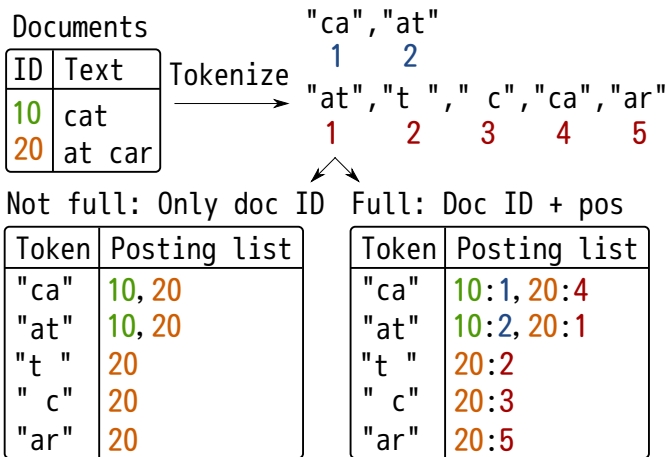 Documents
ID Text
10 cat
20 at car
Tokenize
"ca","at"
1 2
"at","t "," c","ca","ar"
1 2 3 4 5
Not full: Only doc ID
Token Posting list
"ca" 10, 20
"at" 10, 20
"t " 20
" c" 20
"ar" 20
Full: Doc ID + pos
Token Posting list
"ca" 10:1, 20:4
"at" 10:2, 20:1
"t " 20:2
" c" 20:3
"ar" 20:5